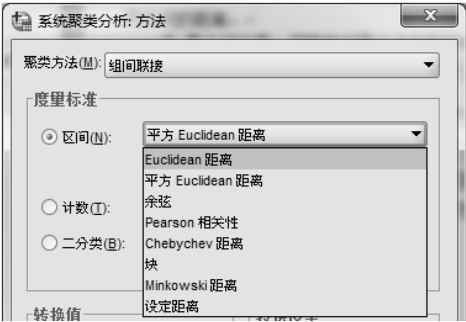 系统聚类分析: 方法
聚类方法(M): 组间联接
度量标准
区间(N): 平方 Euclidean 距离
Euclidean 距离
平方 Euclidean 距离
余弦
计数(T):
Pearson 相关性
二分类(B): Chebychev 距离
块
Minkowski 距离
设定距离
转换值